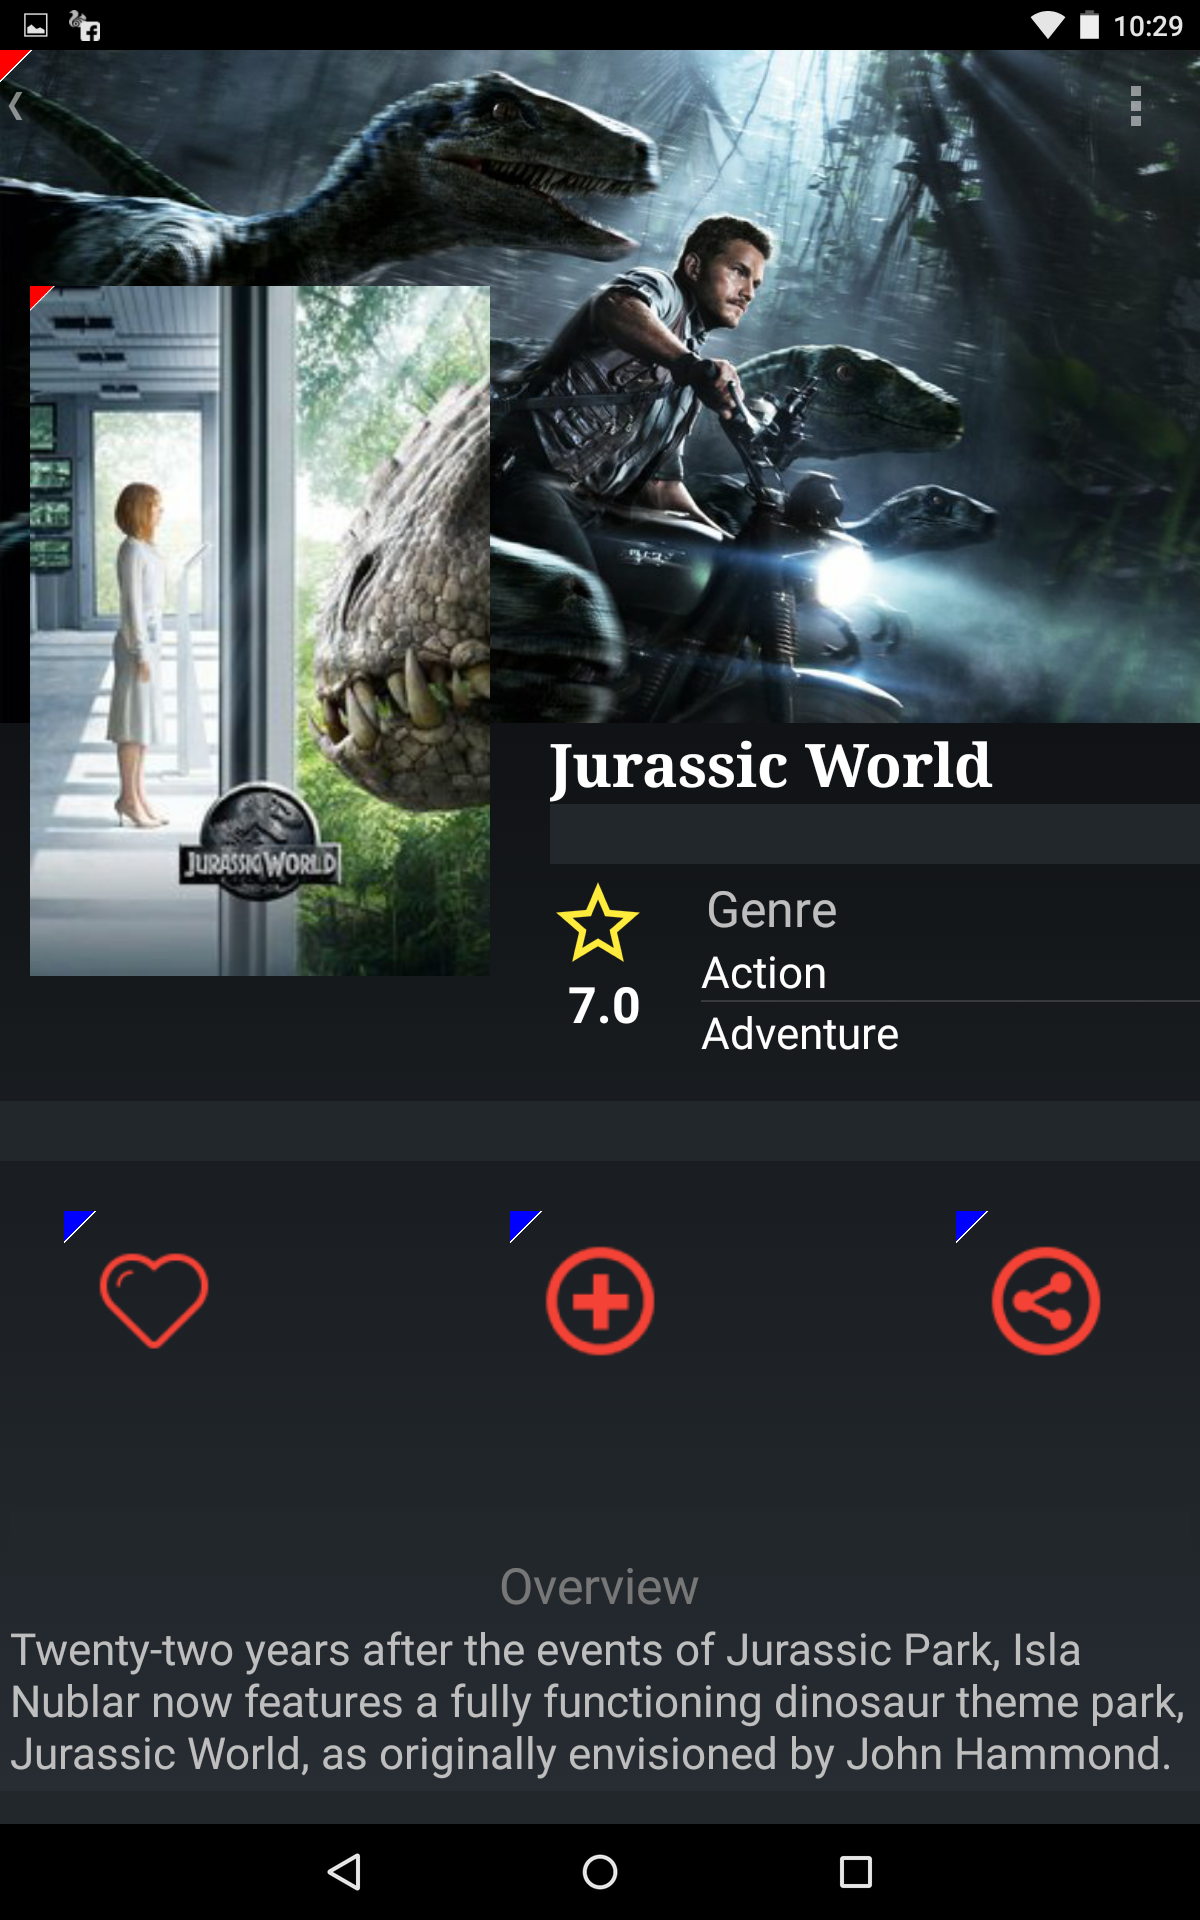 10:29
JURASSIC WORLD
Jurassic World
Genre
Action
7.0
Adventure
Overview
Twenty-two years after the events of Jurassic Park, Isla
Nublar now features a fully functioning dinosaur theme park,
Jurassic World, as originally envisioned by John Hammond.